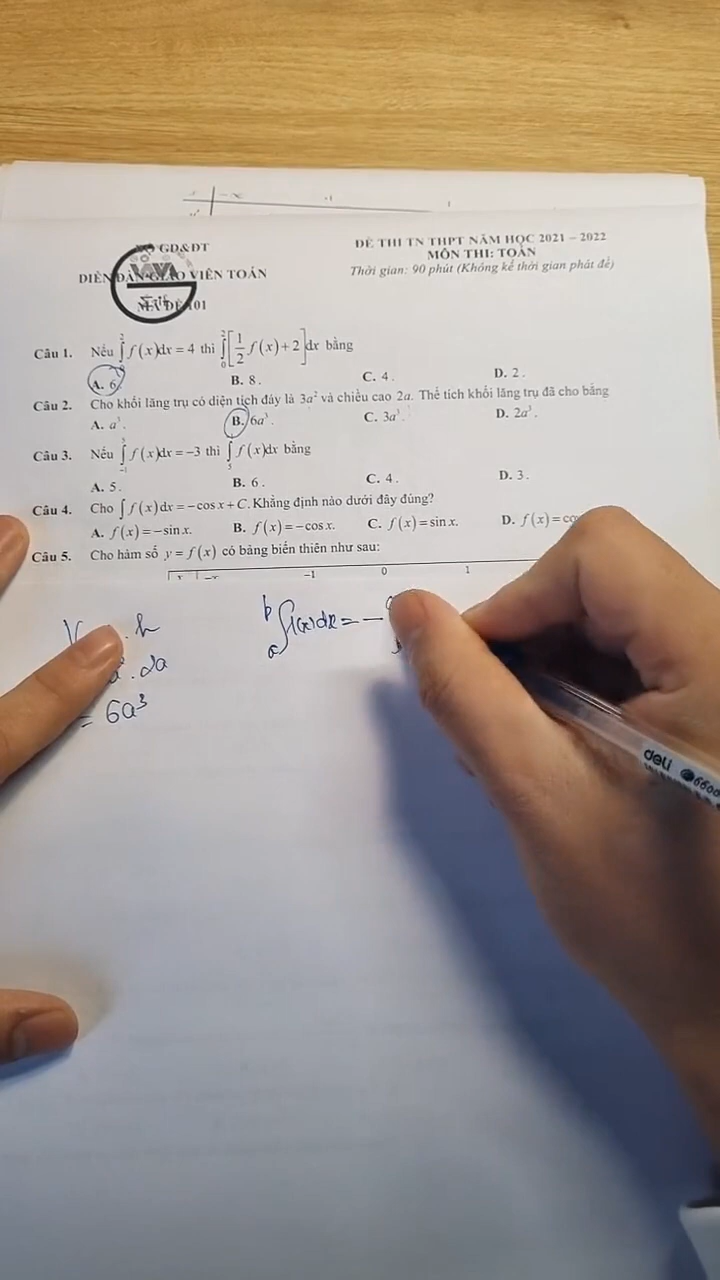 GD&ĐT
DIỄN ĐÀN GIÁO VIÊN TOÁN
MÃ ĐỀ 101
ĐỀ THI TN THPT NĂM HỌC 2021 – 2022
MÔN THI: TOÁN
Thời gian: 90 phút (Không kể thời gian phát đề)
Câu 1. Nếu ∫₀² f(x)dx = 4 thì ∫₀² [1/2 f(x) + 2]dx bằng
A. 6. B. 8. C. 4. D. 2.
Câu 2. Cho khối lăng trụ có diện tích đáy là 3a² và chiều cao 2a. Thể tích khối lăng trụ đã cho bằng
A. a³. B. 6a³. C. 3a³. D. 2a³.
Câu 3. Nếu ∫₋₁⁵ f(x)dx = −3 thì ∫₅ f(x)dx bằng
A. 5. B. 6. C. 4. D. 3.
Câu 4. Cho ∫ f(x)dx = −cos x + C. Khẳng định nào dưới đây đúng?
A. f(x) = −sin x. B. f(x) = −cos x. C. f(x) = sin x. D. f(x) =
Câu 5. Cho hàm số y = f(x) có bảng biến thiên như sau:
x −∞ −1 0 1
V . h
. 2a
= 6a³
b ∫ a f(x)dx = −
deli